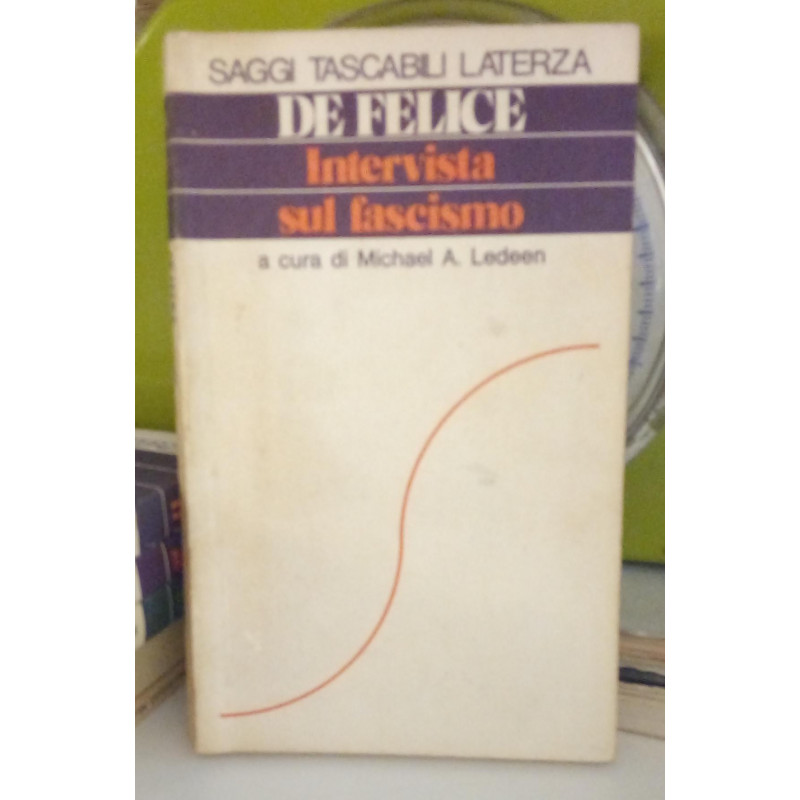 SAGGI TASCABILI LATERZA
DE FELICE
Intervista
sul fascismo
a cura di Michael A. Ledeen